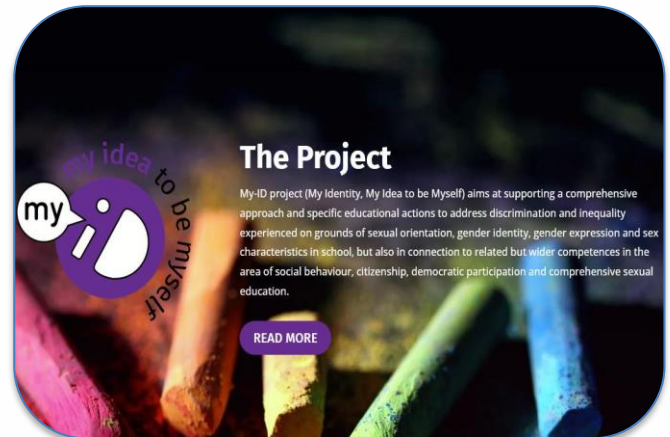 my idea to be myself
my
iD
The Project
My-ID project (My Identity, My Idea to be Myself) aims at supporting a comprehensive
approach and specific educational actions to address discrimination and inequality
experienced on grounds of sexual orientation, gender identity, gender expression and sex
characteristics in school, but also in connection to related but wider competences in the
area of social behaviour, citizenship, democratic participation and comprehensive sexual
education.
READ MORE